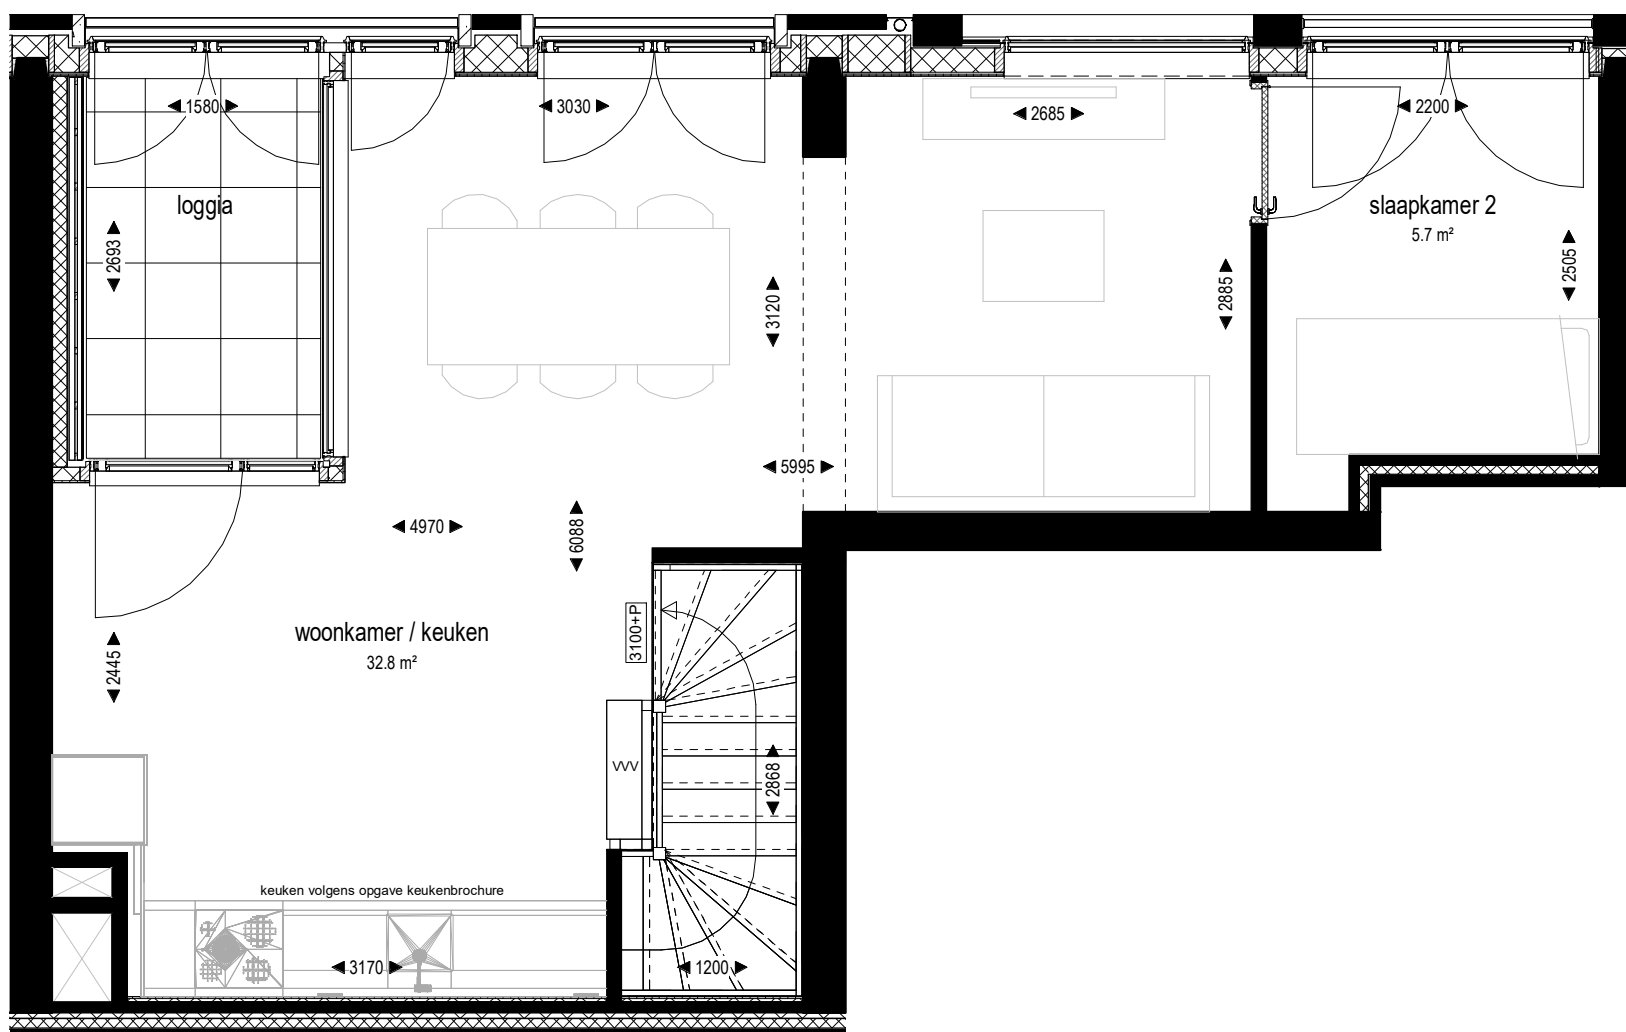 1580
3030
2685
2200
loggia
slaapkamer 2
5.7 m²
2693
3120
2885
2505
5995
4970
6088
woonkamer / keuken
32.8 m²
3100+P
2445
VVV
2868
keuken volgens opgave keukenbrochure
3170
1200